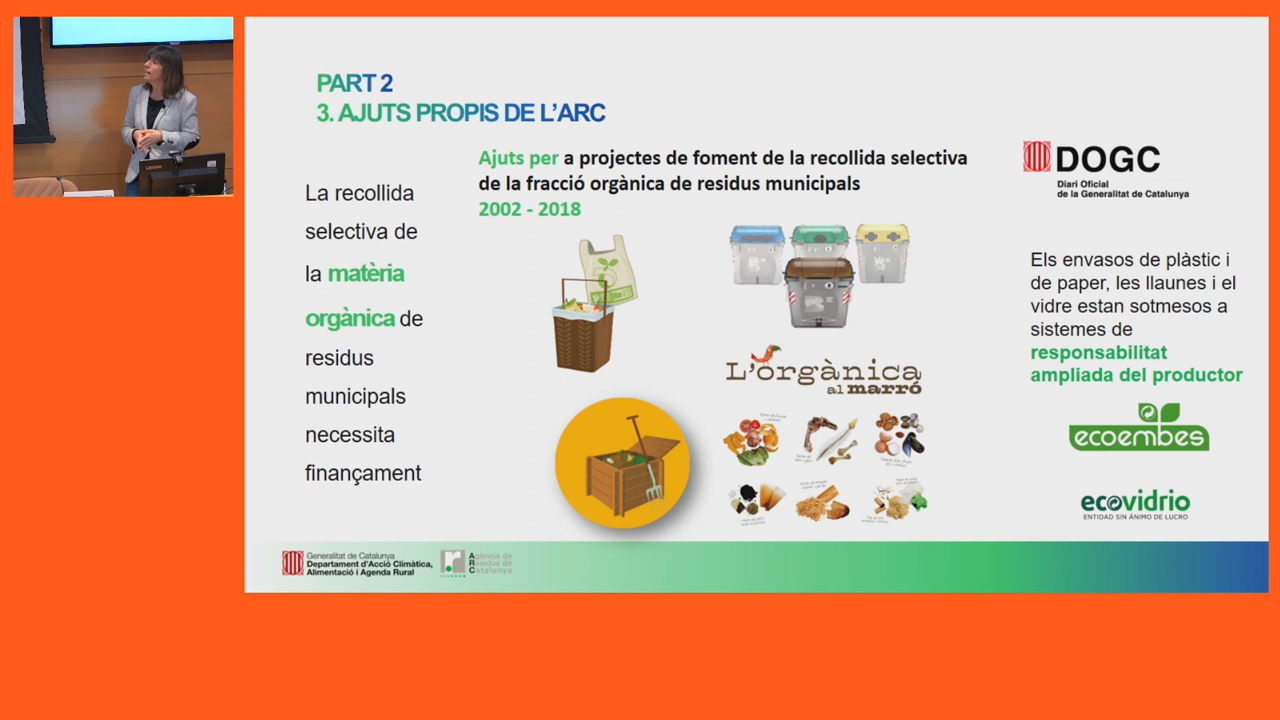 PART 2
3. AJUTS PROPIS DE L'ARC
La recollida
selectiva de
la matèria
orgànica de
residus
municipals
necessita
finançament
Ajuts per a projectes de foment de la recollida selectiva
de la fracció orgànica de residus municipals
2002 - 2018
L'orgànica
al marró
DOGC
Diari Oficial
de la Generalitat de Catalunya
Els envasos de plàstic i
de paper, les llaunes i el
vidre estan sotmesos a
sistemes de
responsabilitat
ampliada del productor
ecoembes
ecovidrio
ENTIDAD SIN ÁNIMO DE LUCRO
Generalitat de Catalunya
Departament d'Acció Climàtica,
Alimentació i Agenda Rural
Agència de
Residus de
Catalunya
Lenovo